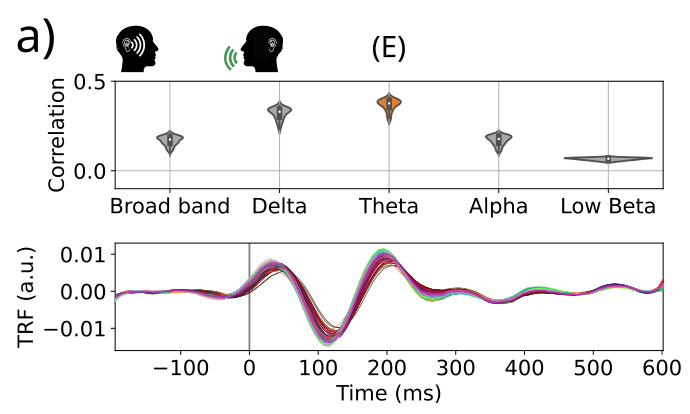 a)
(E)
Correlation
0.5
0.0
Broad band Delta Theta Alpha Low Beta
TRF (a.u.)
0.01
0.00
−0.01
−100 0 100 200 300 400 500 600
Time (ms)